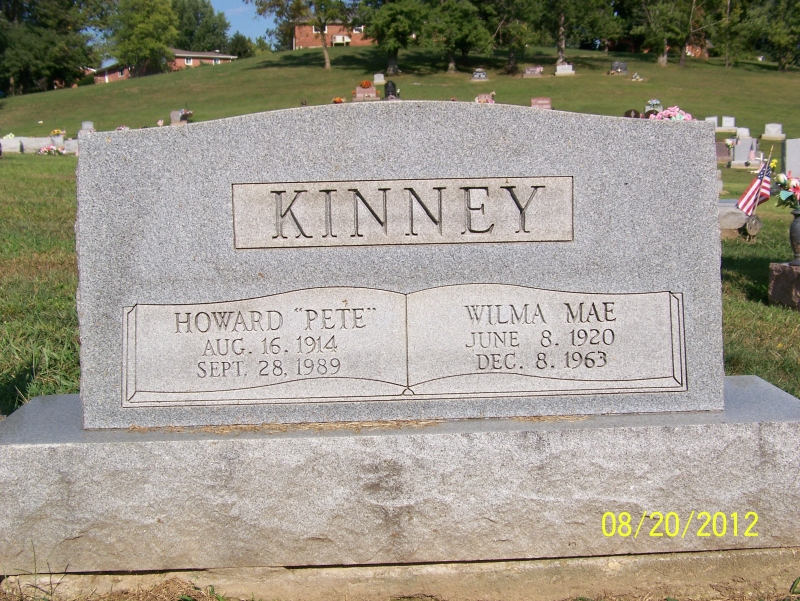 KINNEY
HOWARD "PETE"
AUG. 16. 1914
SEPT. 28, 1989
WILMA MAE
JUNE 8. 1920
DEC. 8. 1963
08/20/2012